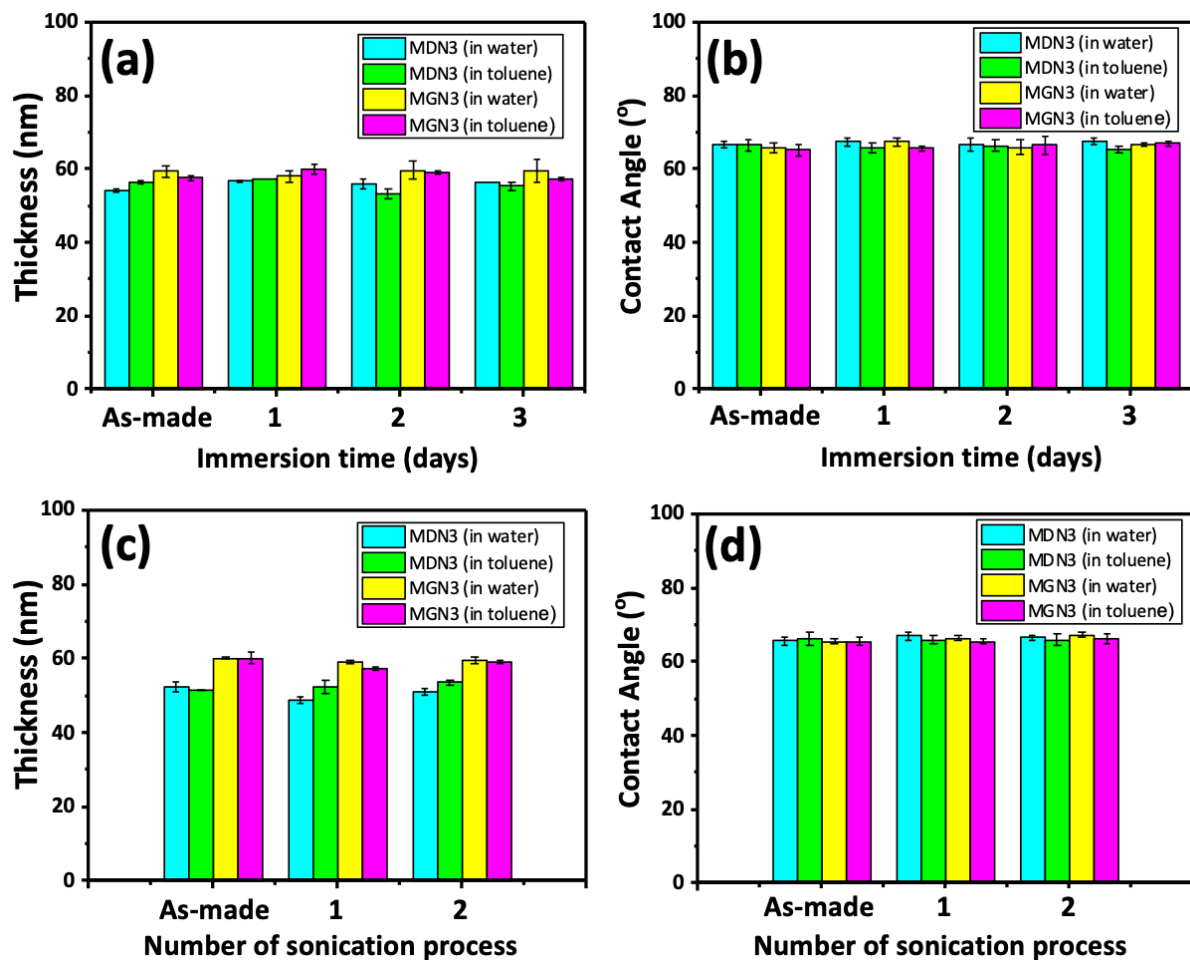 (a)
MDN3 (in water)
MDN3 (in toluene)
MGN3 (in water)
MGN3 (in toluene)
Thickness (nm)
100
80
60
40
20
0
As-made 1 2 3
Immersion time (days)
(b)
MDN3 (in water)
MDN3 (in toluene)
MGN3 (in water)
MGN3 (in toluene)
Contact Angle (º)
100
80
60
40
20
0
As-made 1 2 3
Immersion time (days)
(c)
MDN3 (in water)
MDN3 (in toluene)
MGN3 (in water)
MGN3 (in toluene)
Thickness (nm)
100
80
60
40
20
0
As-made 1 2
Number of sonication process
(d)
MDN3 (in water)
MDN3 (in toluene)
MGN3 (in water)
MGN3 (in toluene)
Contact Angle (º)
100
80
60
40
20
0
As-made 1 2
Number of sonication process